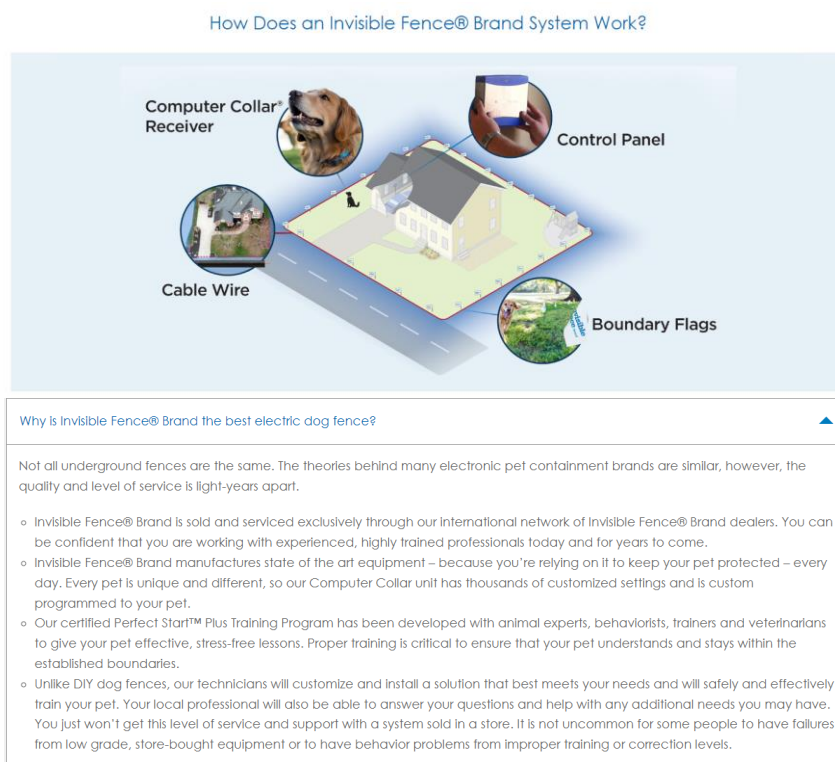 How Does an Invisible Fence® Brand System Work?
Computer Collar®
Receiver
Control Panel
Cable Wire
Boundary Flags
Why is Invisible Fence® Brand the best electric dog fence?
Not all underground fences are the same. The theories behind many electronic pet containment brands are similar, however, the
quality and level of service is light-years apart.
Invisible Fence® Brand is sold and serviced exclusively through our international network of Invisible Fence® Brand dealers. You can
be confident that you are working with experienced, highly trained professionals today and for years to come.
Invisible Fence® Brand manufactures state of the art equipment – because you're relying on it to keep your pet protected – every
day. Every pet is unique and different, so our Computer Collar unit has thousands of customized settings and is custom
programmed to your pet.
Our certified Perfect Start™ Plus Training Program has been developed with animal experts, behaviorists, trainers and veterinarians
to give your pet effective, stress-free lessons. Proper training is critical to ensure that your pet understands and stays within the
established boundaries.
Unlike DIY dog fences, our technicians will customize and install a solution that best meets your needs and will safely and effectively
train your pet. Your local professional will also be able to answer your questions and help with any additional needs you may have.
You just won't get this level of service and support with a system sold in a store. It is not uncommon for some people to have failures
from low grade, store-bought equipment or to have behavior problems from improper training or correction levels.